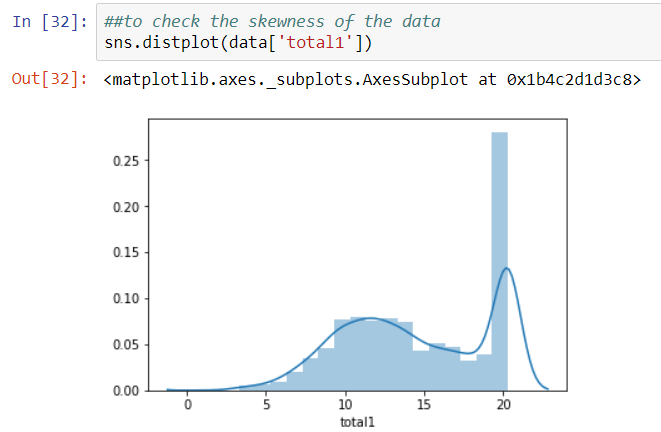 In [32]: ##to check the skewness of the data
sns.distplot(data['total1'])
Out[32]: <matplotlib.axes._subplots.AxesSubplot at 0x1b4c2d1d3c8>
0.25
0.20
0.15
0.10
0.05
0.00
0 5 10 15 20
total1